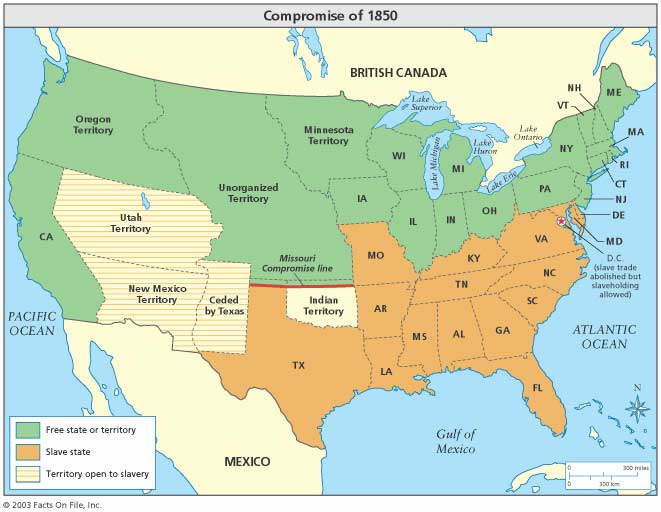 Compromise of 1850
BRITISH CANADA
Oregon
Territory
Minnesota
Territory
Lake
Superior
Lake Michigan
Lake
Huron
Lake
Ontario
Lake Erie
NH
VT
ME
MA
NY
RI
CT
NJ
PA
DE
MD
D.C.
(slave trade
abolished but
slaveholding
allowed)
WI
MI
IA
IL
IN
OH
Unorganized
Territory
Utah
Territory
CA
Missouri
Compromise line
MO
KY
VA
NC
TN
SC
New Mexico
Territory
Ceded
by Texas
Indian
Territory
AR
MS
AL
GA
TX
LA
FL
PACIFIC
OCEAN
ATLANTIC
OCEAN
Gulf of
Mexico
MEXICO
N
Free state or territory
Slave state
Territory open to slavery
0 300 miles
0 300 km
© 2003 Facts On File, Inc.